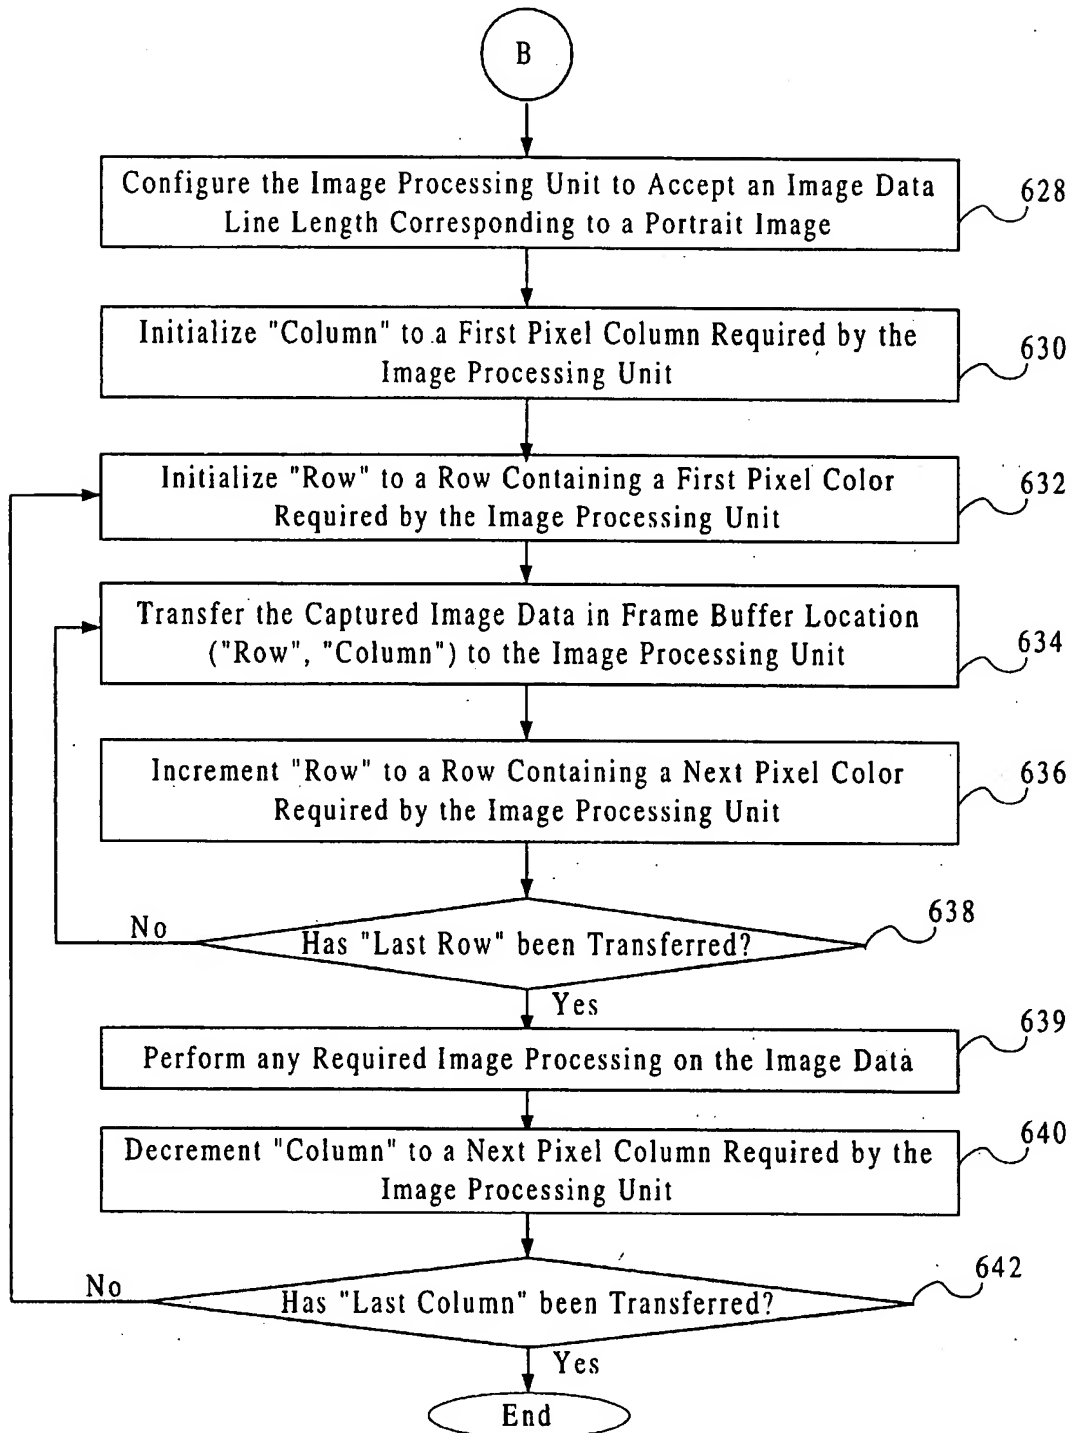 B
Configure the Image Processing Unit to Accept an Image Data
Line Length Corresponding to a Portrait Image
628
Initialize "Column" to a First Pixel Column Required by the
Image Processing Unit
630
Initialize "Row" to a Row Containing a First Pixel Color
Required by the Image Processing Unit
632
Transfer the Captured Image Data in Frame Buffer Location
("Row", "Column") to the Image Processing Unit
634
Increment "Row" to a Row Containing a Next Pixel Color
Required by the Image Processing Unit
636
No
Has "Last Row" been Transferred?
638
Yes
Perform any Required Image Processing on the Image Data
639
Decrement "Column" to a Next Pixel Column Required by the
Image Processing Unit
640
No
Has "Last Column" been Transferred?
642
Yes
End